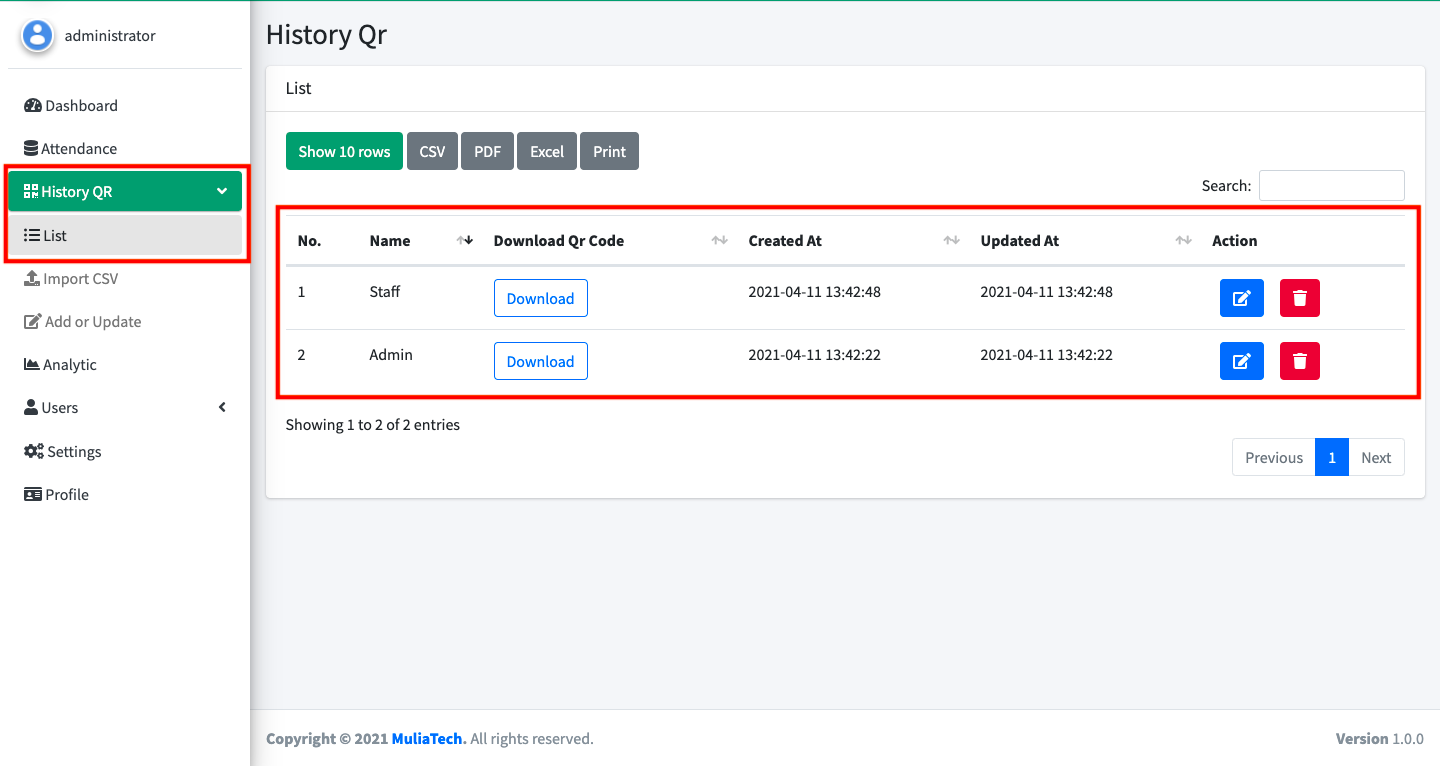 administrator
Dashboard
Attendance
History QR
List
Import CSV
Add or Update
Analytic
Users
Settings
Profile
History Qr
List
Show 10 rows CSV PDF Excel Print
Search:
No. Name Download Qr Code Created At Updated At Action
1 Staff Download 2021-04-11 13:42:48 2021-04-11 13:42:48
2 Admin Download 2021-04-11 13:42:22 2021-04-11 13:42:22
Showing 1 to 2 of 2 entries
Previous 1 Next
Copyright © 2021 MuliaTech. All rights reserved. Version 1.0.0